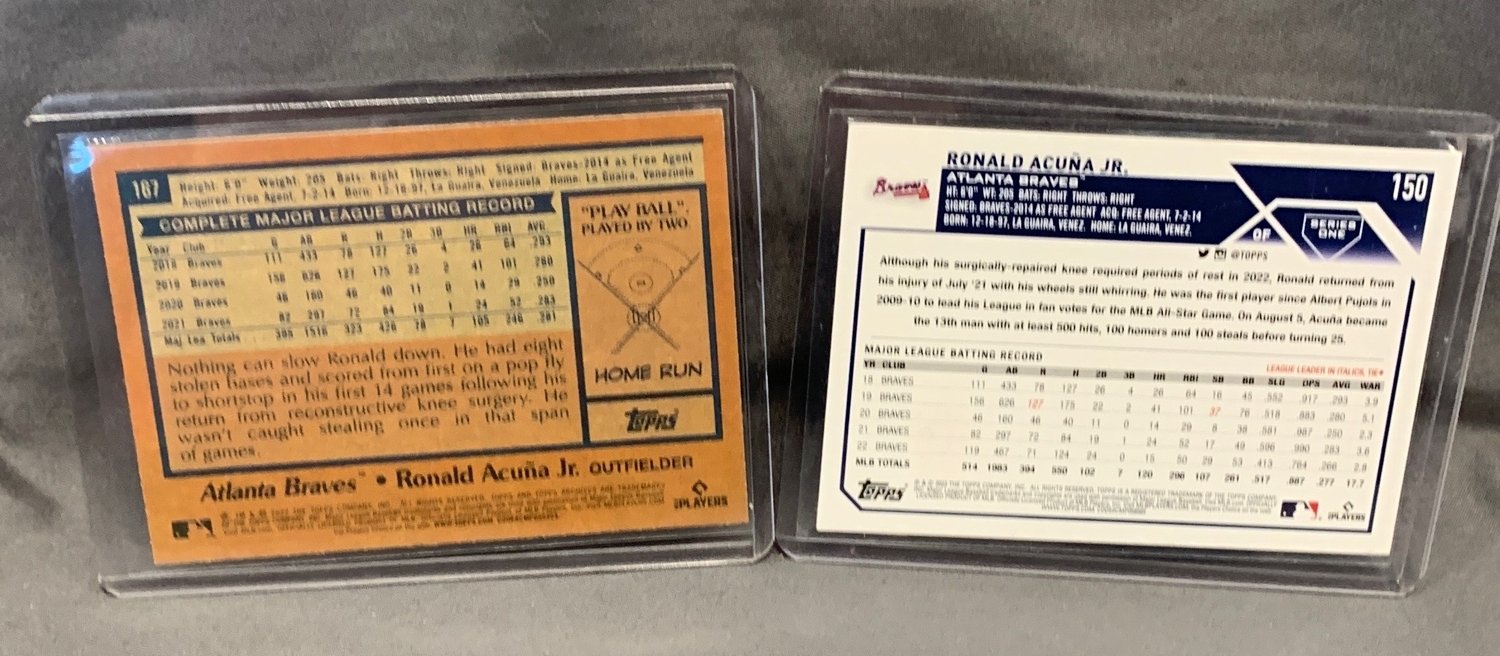 167
Height: 6'0" Weight: 205 Bats: Right Throws: Right Signed: Braves-2014 as Free Agent
Acquired: Free Agent, 7-2-14 Born: 12-18-97, La Guaira, Venezuela Home: La Guaira, Venezuela
COMPLETE MAJOR LEAGUE BATTING RECORD
Year Club G AB R H 2B 3B HR RBI AVG.
2018 Braves 111 433 78 127 26 4 26 64 .293
2019 Braves 156 626 127 175 22 2 41 101 .280
2020 Braves 46 160 46 40 11 0 14 29 .250
2021 Braves 82 297 72 84 19 1 24 52 .283
Maj. Lea. Totals 395 1516 323 426 78 7 105 246 .281
Nothing can slow Ronald down. He had eight
stolen bases and scored from first on a pop fly
to shortstop in his first 14 games following his
return from reconstructive knee surgery. He
wasn't caught stealing once in that span
of games.
"PLAY BALL",
PLAYED BY TWO
HOME RUN
Topps
Atlanta Braves™ • Ronald Acuña Jr. OUTFIELDER
PLAYERS
RONALD ACUÑA JR.
150
Braves
ATLANTA BRAVES
HT: 6'0" WT: 205 BATS: RIGHT THROWS: RIGHT
SIGNED: BRAVES-2014 AS FREE AGENT ACQ: FREE AGENT, 7-2-14
BORN: 12-18-97, LA GUAIRA, VENEZ. HOME: LA GUAIRA, VENEZ.
OF
SERIES
ONE
@TOPPS
Although his surgically-repaired knee required periods of rest in 2022, Ronald returned from
his injury of July '21 with his wheels still whirring. He was the first player since Albert Pujols in
2009-10 to lead his League in fan votes for the MLB All-Star Game. On August 5, Acuña became
the 13th man with at least 500 hits, 100 homers and 100 steals before turning 25.
MAJOR LEAGUE BATTING RECORD
LEAGUE LEADER IN ITALICS, TIE♦
YR CLUB G AB R H 2B 3B HR RBI SB BB SLG OPS AVG WAR
18 BRAVES 111 433 78 127 26 4 26 64 16 45 .552 .917 .293 3.9
19 BRAVES 156 626 127 175 22 2 41 101 37 76 .518 .883 .280 5.1
20 BRAVES 46 160 46 40 11 0 14 29 8 38 .581 .987 .250 2.3
21 BRAVES 82 297 72 84 19 1 24 52 17 49 .596 .990 .283 3.6
22 BRAVES 119 467 71 124 24 0 15 50 29 53 .413 .764 .266 2.8
MLB TOTALS 514 1983 394 550 102 7 120 296 107 261 .517 .887 .277 17.7
Topps
PLAYERS